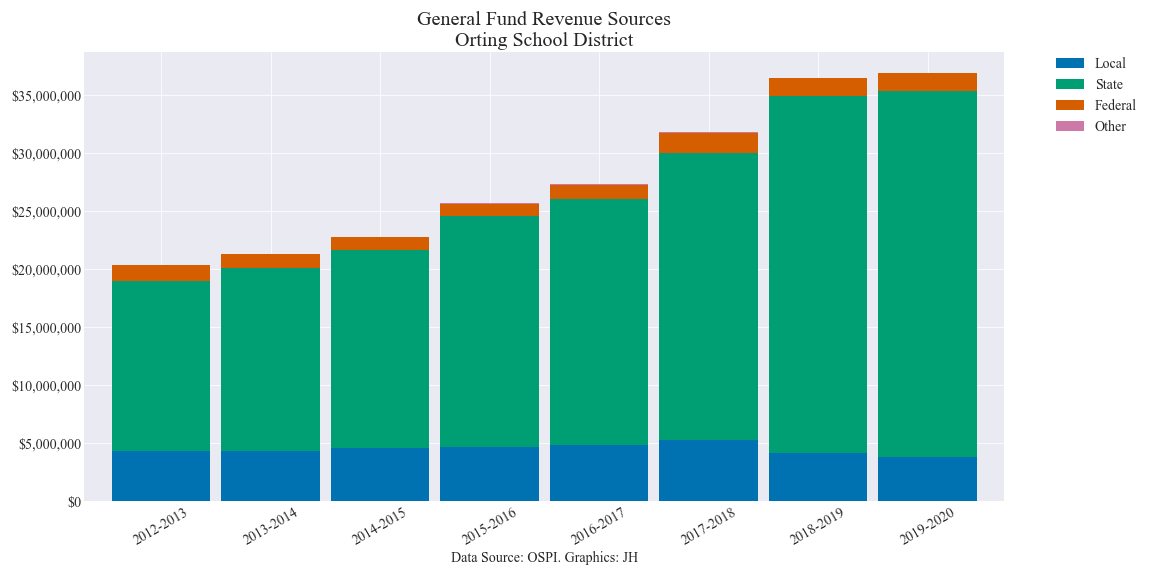 General Fund Revenue Sources
Orting School District
Local
State
Federal
Other
$35,000,000
$30,000,000
$25,000,000
$20,000,000
$15,000,000
$10,000,000
$5,000,000
$0
2012-2013
2013-2014
2014-2015
2015-2016
2016-2017
2017-2018
2018-2019
2019-2020
Data Source: OSPI. Graphics: JH